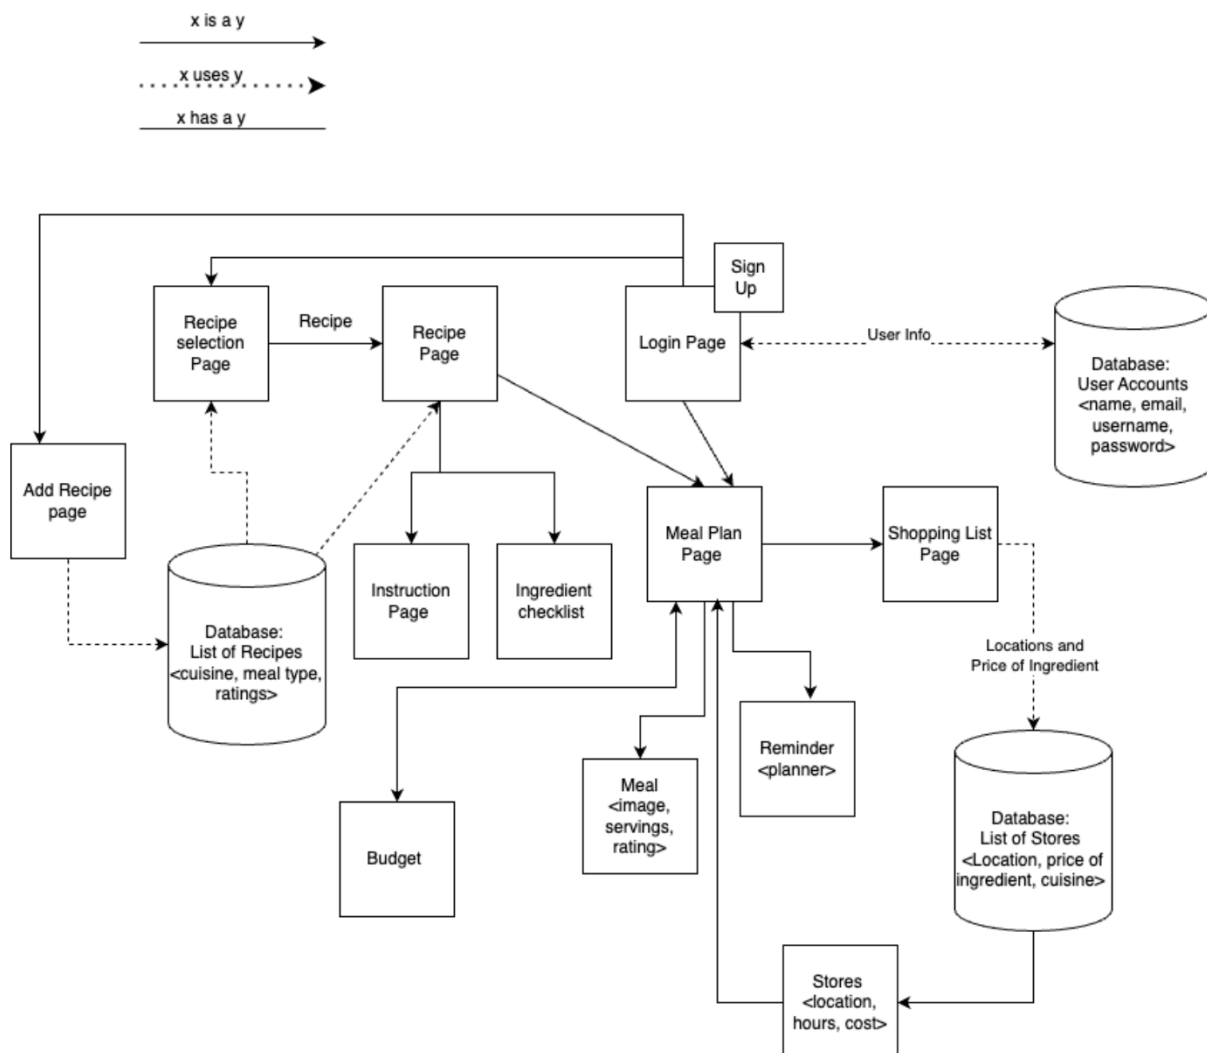 x is a y
x uses y
x has a y
Sign
Up
Recipe
selection
Page
Recipe
Recipe
Page
Login Page
User Info
Database:
User Accounts
<name, email,
username,
password>
Add Recipe
page
Meal Plan
Page
Shopping List
Page
Instruction
Page
Ingredient
checklist
Database:
List of Recipes
<cuisine, meal type,
ratings>
Locations and
Price of Ingredient
Reminder
<planner>
Meal
<image,
servings,
rating>
Budget
Database:
List of Stores
<Location, price of
ingredient, cuisine>
Stores
<location,
hours, cost>